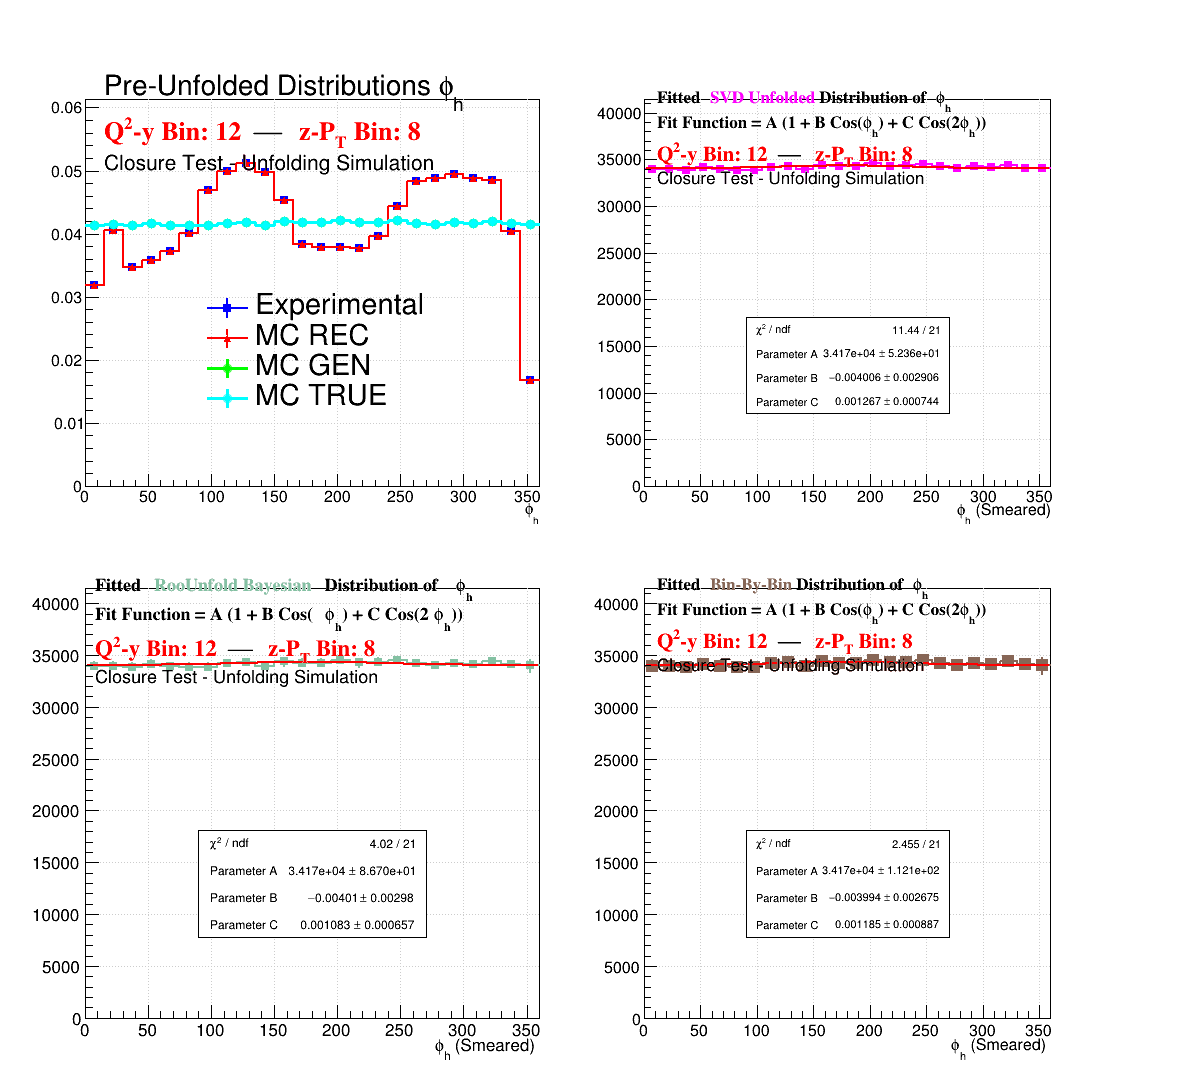 Pre-Unfolded Distributions ϕh
Q²-y Bin: 12 — z-PT Bin: 8
Closure Test - Unfolding Simulation
0.06
0.05
0.04
0.03
0.02
0.01
0
Experimental
MC REC
MC GEN
MC TRUE
0 50 100 150 200 250 300 350
ϕh
Fitted SVD Unfolded Distribution of ϕh
Fit Function = A (1 + B Cos(ϕh) + C Cos(2ϕh))
Q²-y Bin: 12 — z-PT Bin: 8
Closure Test - Unfolding Simulation
40000
35000
30000
25000
20000
15000
10000
5000
0
χ² / ndf 11.44 / 21
Parameter A 3.417e+04 ± 5.236e+01
Parameter B −0.004006 ± 0.002906
Parameter C 0.001267 ± 0.000744
0 50 100 150 200 250 300 350
ϕh (Smeared)
Fitted RooUnfold Bayesian Distribution of ϕh
Fit Function = A (1 + B Cos( ϕh) + C Cos(2 ϕh))
Q²-y Bin: 12 — z-PT Bin: 8
Closure Test - Unfolding Simulation
40000
35000
30000
25000
20000
15000
10000
5000
0
χ² / ndf 4.02 / 21
Parameter A 3.417e+04 ± 8.670e+01
Parameter B −0.00401 ± 0.00298
Parameter C 0.001083 ± 0.000657
0 50 100 150 200 250 300 350
ϕh (Smeared)
Fitted Bin-By-Bin Distribution of ϕh
Fit Function = A (1 + B Cos(ϕh) + C Cos(2ϕh))
Q²-y Bin: 12 — z-PT Bin: 8
Closure Test - Unfolding Simulation
40000
35000
30000
25000
20000
15000
10000
5000
0
χ² / ndf 2.455 / 21
Parameter A 3.417e+04 ± 1.121e+02
Parameter B −0.003994 ± 0.002675
Parameter C 0.001185 ± 0.000887
0 50 100 150 200 250 300 350
ϕh (Smeared)